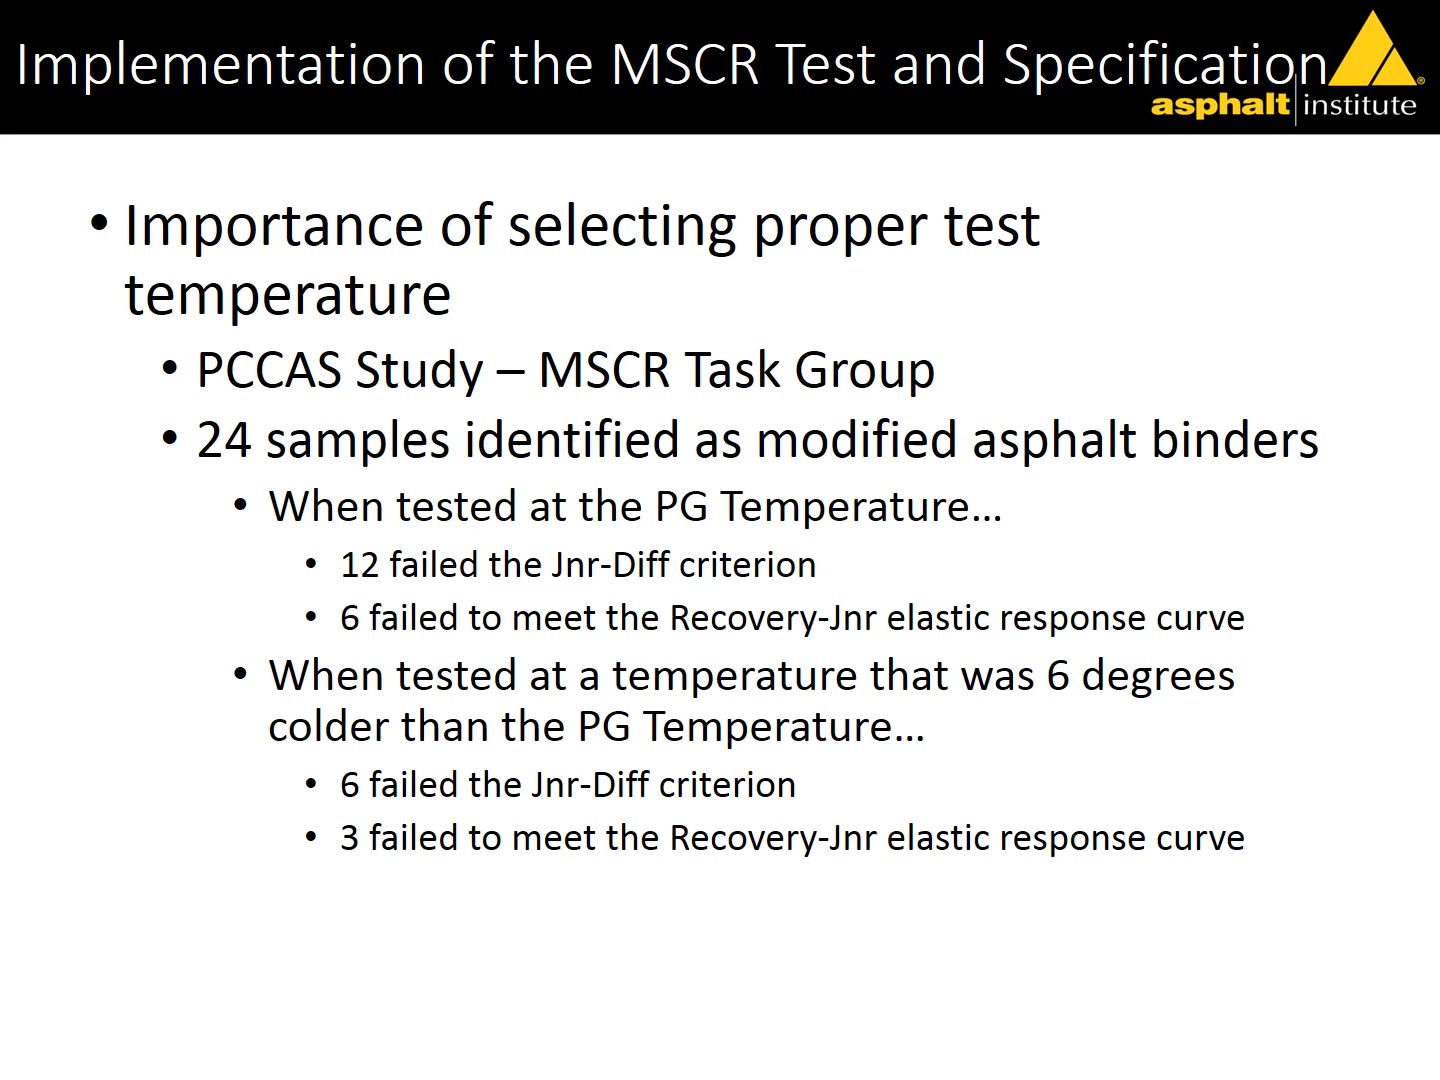 Implementation of the MSCR Test and Specification
asphalt institute ®
• Importance of selecting proper test
temperature
• PCCAS Study – MSCR Task Group
• 24 samples identified as modified asphalt binders
• When tested at the PG Temperature…
• 12 failed the Jnr-Diff criterion
• 6 failed to meet the Recovery-Jnr elastic response curve
• When tested at a temperature that was 6 degrees
colder than the PG Temperature…
• 6 failed the Jnr-Diff criterion
• 3 failed to meet the Recovery-Jnr elastic response curve